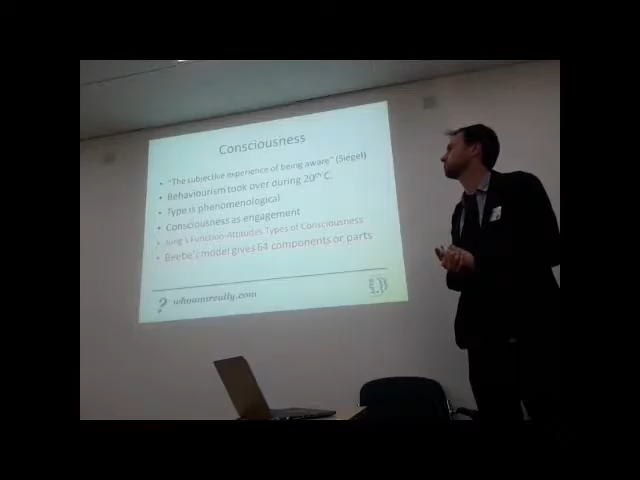 Consciousness
• "The subjective experience of being aware" (Siegel)
• Behaviourism took over during 20th C.
• Type is phenomenological
• Consciousness as engagement
• Jung's Function-Attitudes Types of Consciousness
• Beebe's model gives 64 components or parts
? whoamireally.com